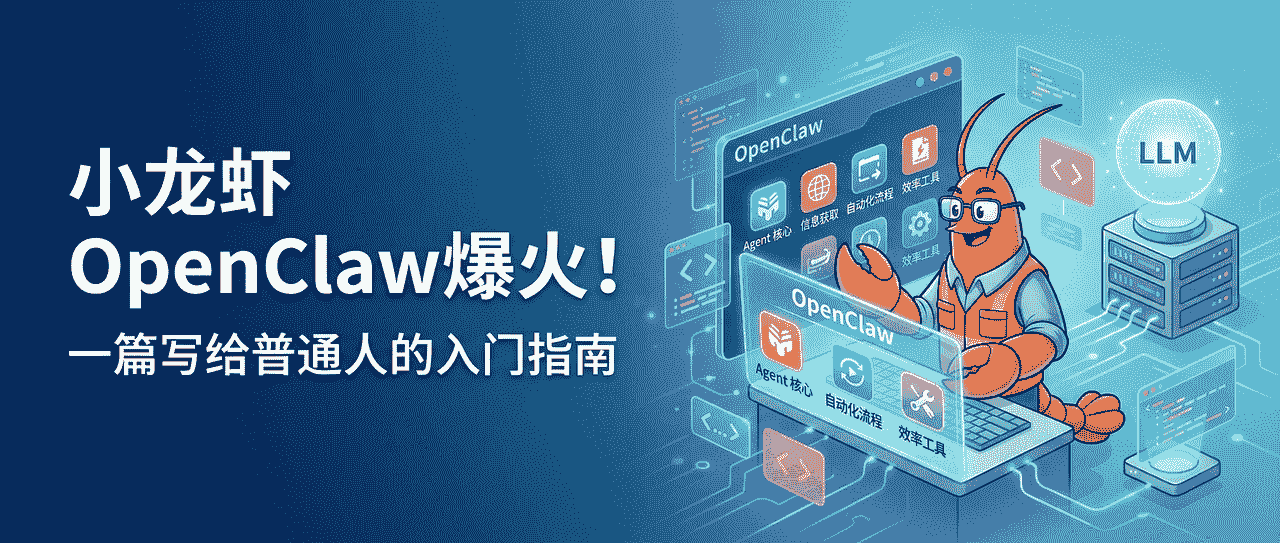 小龙虾
OpenClaw爆火！
一篇写给普通人的入门指南
OpenClaw
Agent 核心
信息获取
自动化流程
效率工具
效率工具
OpenClaw
Agent 核心
自动化流程
效率工具
LLM